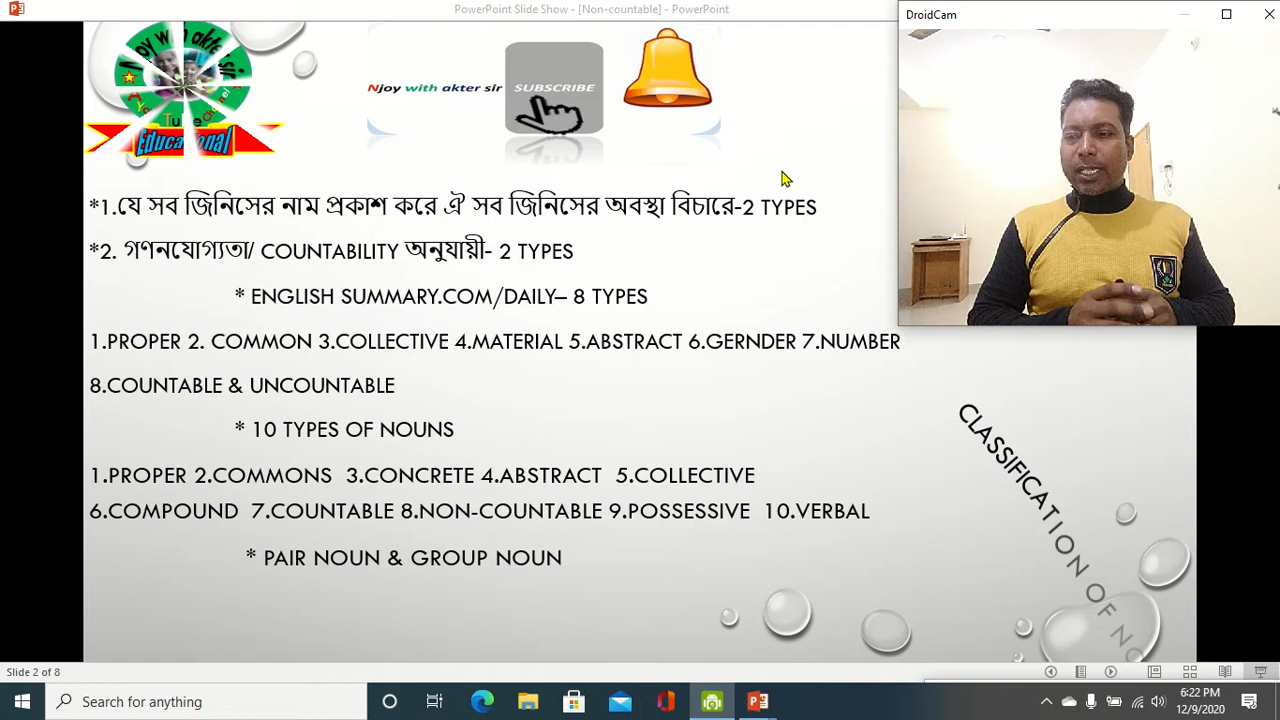 PowerPoint Slide Show - [Non-countable] - PowerPoint
DroidCam
Njoy with akter sir
Educational
Njoy with akter sir
SUBSCRIBE
*1.যে সব জিনিসের নাম প্রকাশ করে ঐ সব জিনিসের অবস্থা বিচারে-2 TYPES
*2. গণনযোগ্যতা/ COUNTABILITY অনুযায়ী- 2 TYPES
* ENGLISH SUMMARY.COM/DAILY– 8 TYPES
1.PROPER 2. COMMON 3.COLLECTIVE 4.MATERIAL 5.ABSTRACT 6.GERNDER 7.NUMBER
8.COUNTABLE & UNCOUNTABLE
* 10 TYPES OF NOUNS
1.PROPER 2.COMMONS 3.CONCRETE 4.ABSTRACT 5.COLLECTIVE
6.COMPOUND 7.COUNTABLE 8.NON-COUNTABLE 9.POSSESSIVE 10.VERBAL
* PAIR NOUN & GROUP NOUN
CLASSIFICATION OF NO
Slide 2 of 8
Search for anything
6:22 PM
12/9/2020